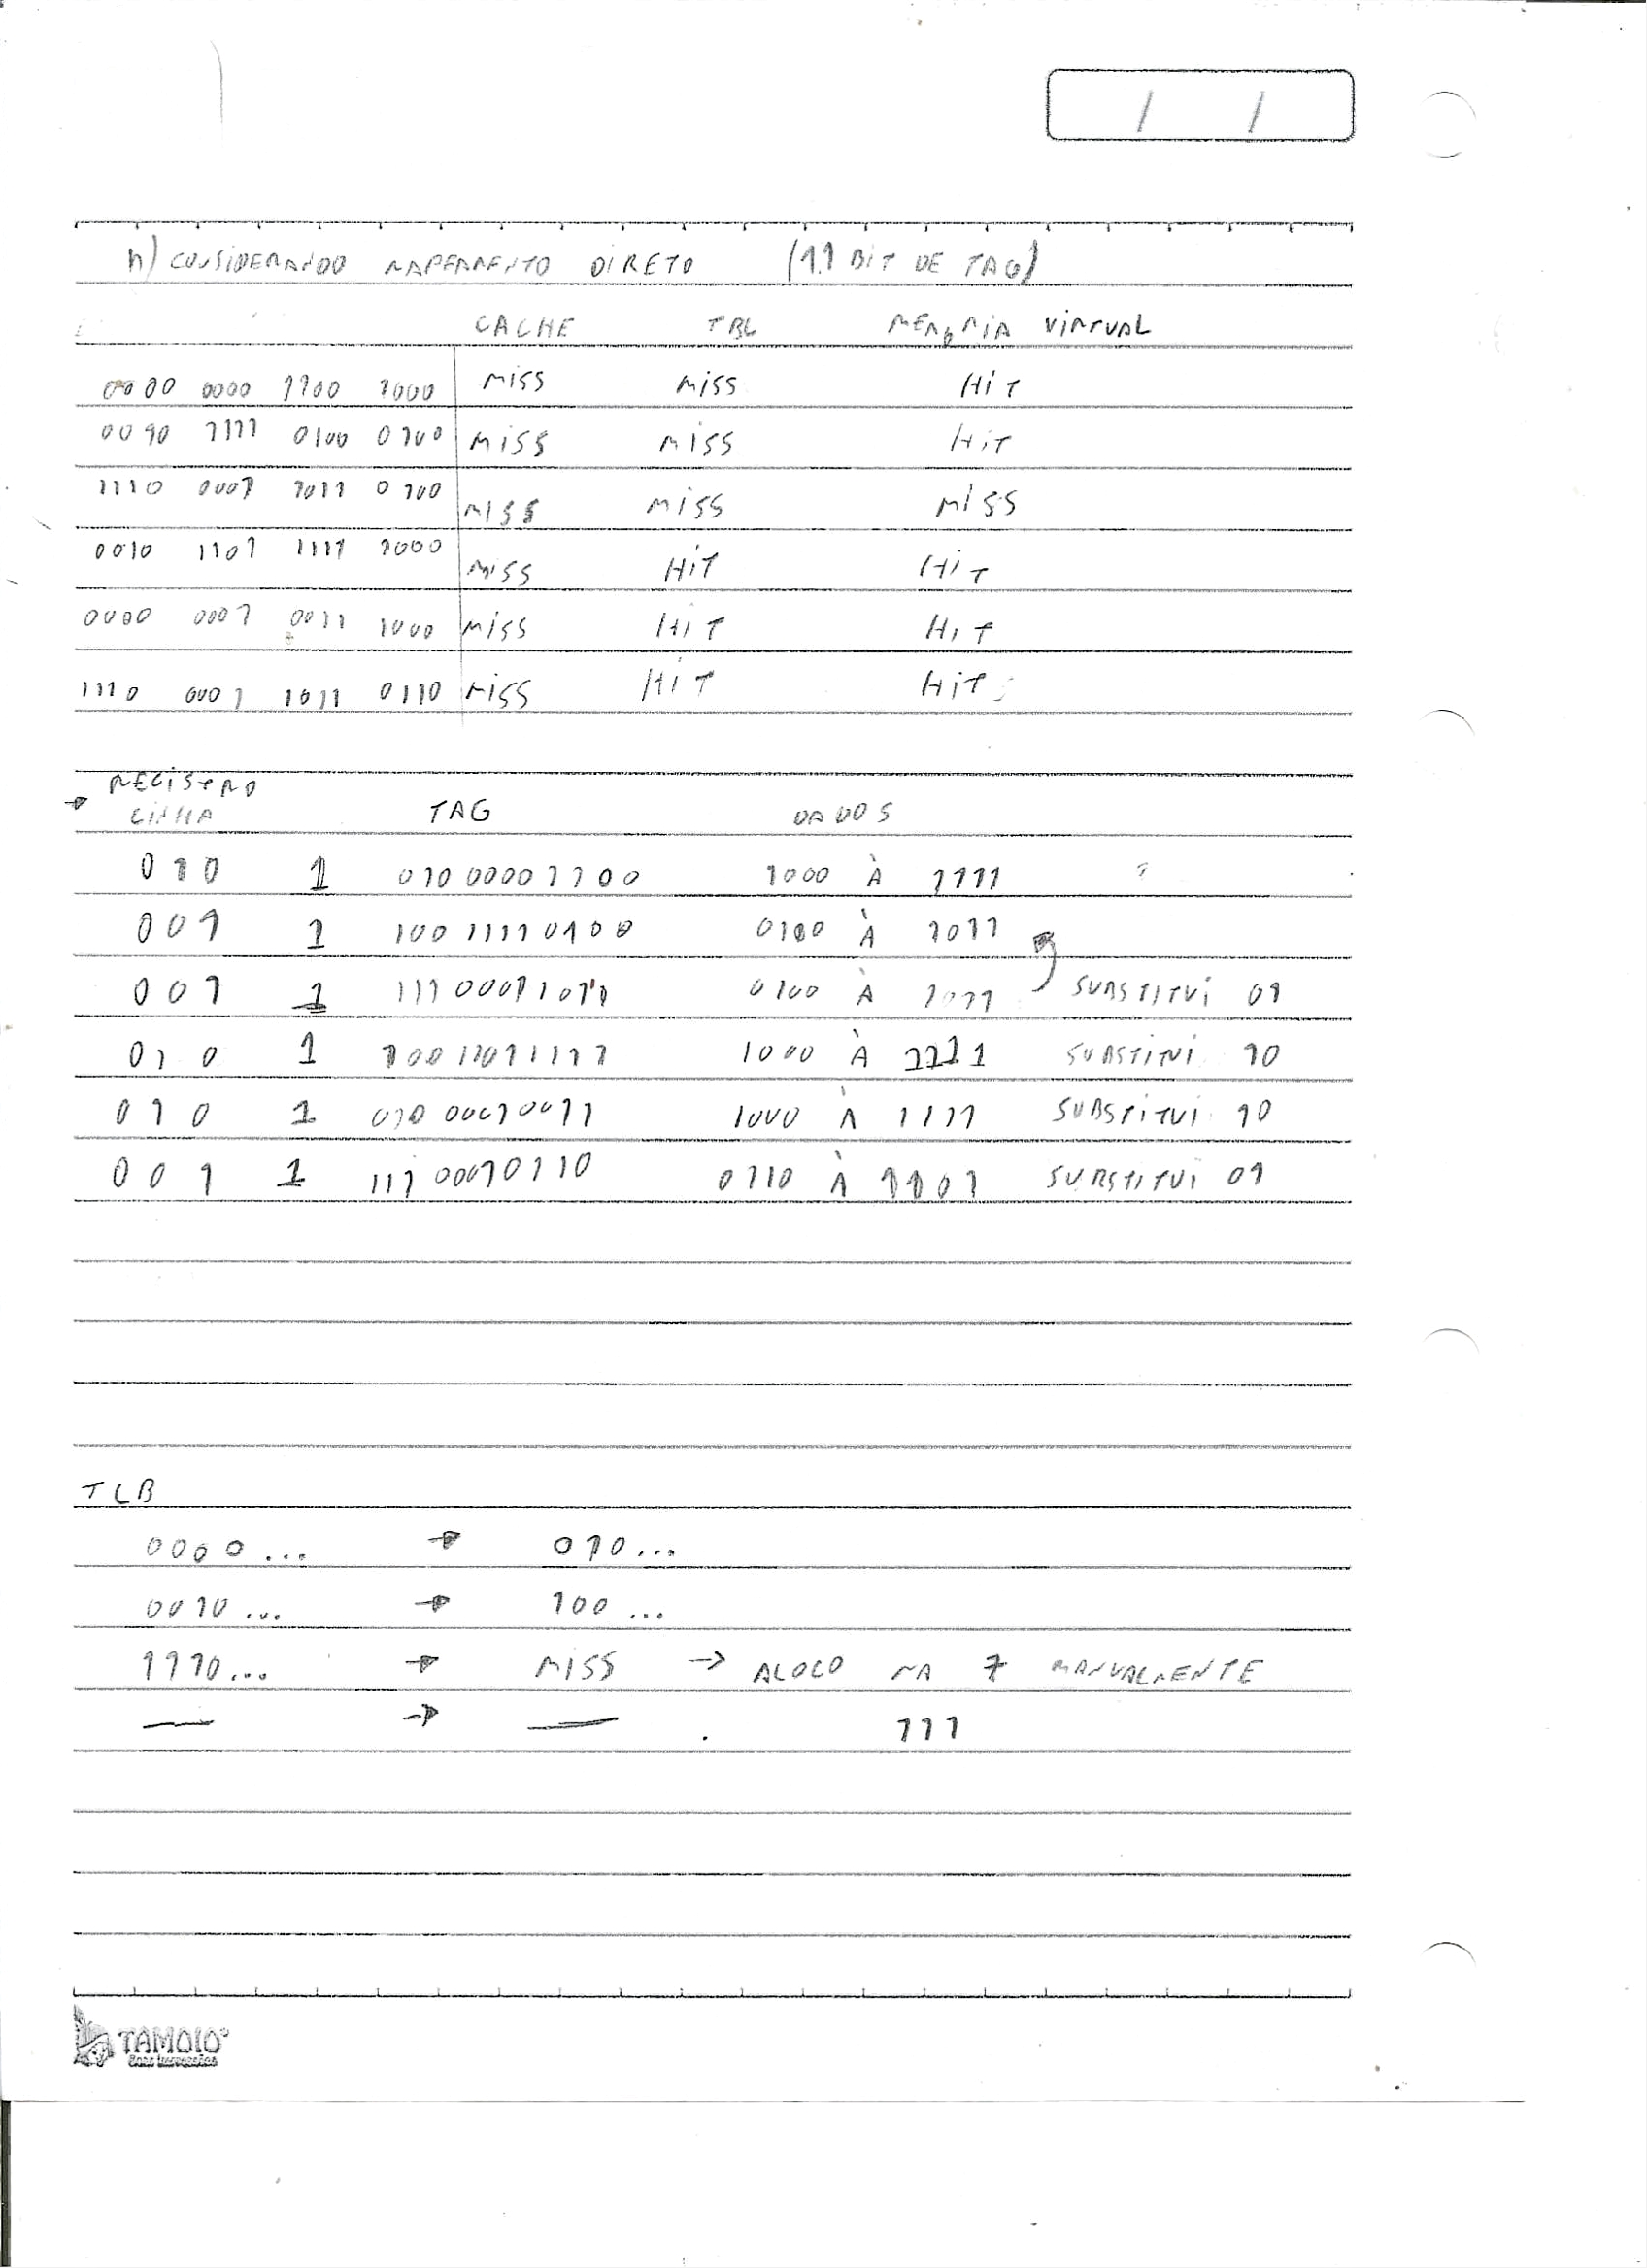 / /
h) CONSIDERANDO MAPEAMENTO DIRETO (11 BIT DE TAG)
CACHE TBL MEMORIA VIRTUAL
0000 0000 1100 1000 MISS MISS HIT
0010 1111 0100 0100 MISS MISS HIT
1110 0001 1011 0100 MISS MISS MISS
0010 1101 1111 1000 MISS HIT HIT
0000 0001 0011 1000 MISS HIT HIT
1110 0001 1011 0110 MISS HIT HIT
REGISTRO
→ LINHA TAG DADOS
010 1 01000001100 1000 À 1111
001 1 10011110100 0100 À 1011
001 1 11100011011 0100 À 1011 SUBSTITUI 01
010 1 10011011111 1000 À 1111 SUBSTITUI 10
010 1 01000010011 1000 À 1111 SUBSTITUI 10
001 1 11100010110 0110 À 1101 SUBSTITUI 01
TLB
0000... → 010...
0010... → 100...
1110... → MISS → ALOCO NA 7 MANUALMENTE
— → — . 111
TAMOIO